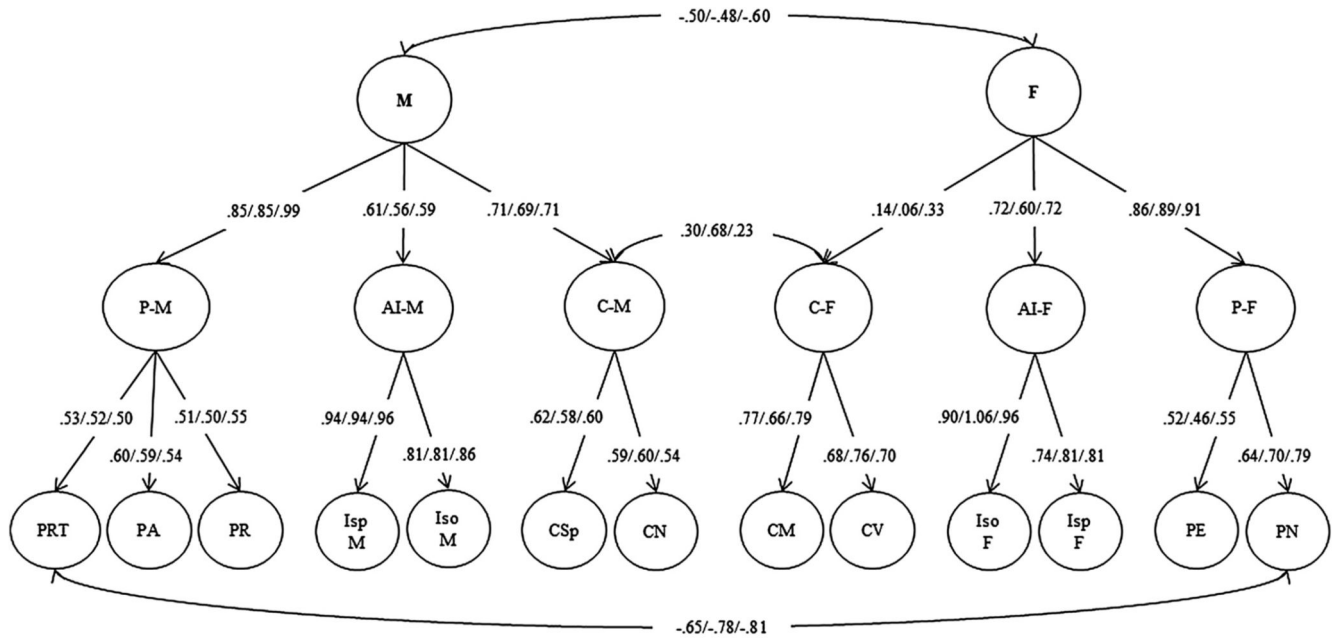 -.50/-.48/-.60
M
F
.85/.85/.99
.61/.56/.59
.71/.69/.71
.14/.06/.33
.72/.60/.72
.86/.89/.91
.30/.68/.23
P-M
AI-M
C-M
C-F
AI-F
P-F
.53/.52/.50
.60/.59/.54
.51/.50/.55
.94/.94/.96
.81/.81/.86
.62/.58/.60
.59/.60/.54
.77/.66/.79
.68/.76/.70
.90/1.06/.96
.74/.81/.81
.52/.46/.55
.64/.70/.79
PRT
PA
PR
Isp
M
Iso
M
CSp
CN
CM
CV
Iso
F
Isp
F
PE
PN
-.65/-.78/-.81